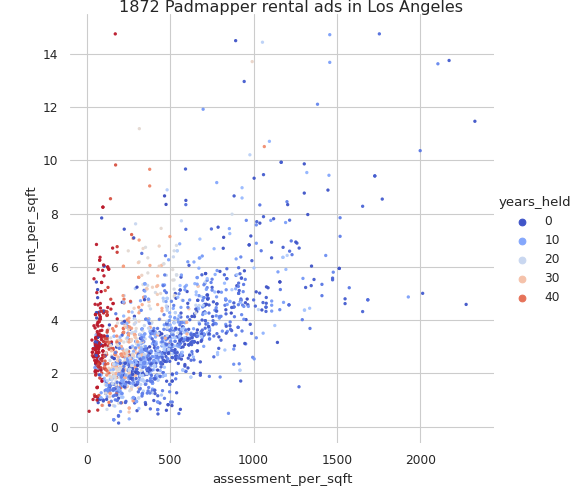 1872 Padmapper rental ads in Los Angeles
14
12
10
8
6
4
2
0
rent_per_sqft
0 500 1000 1500 2000
assessment_per_sqft
years_held
0
10
20
30
40